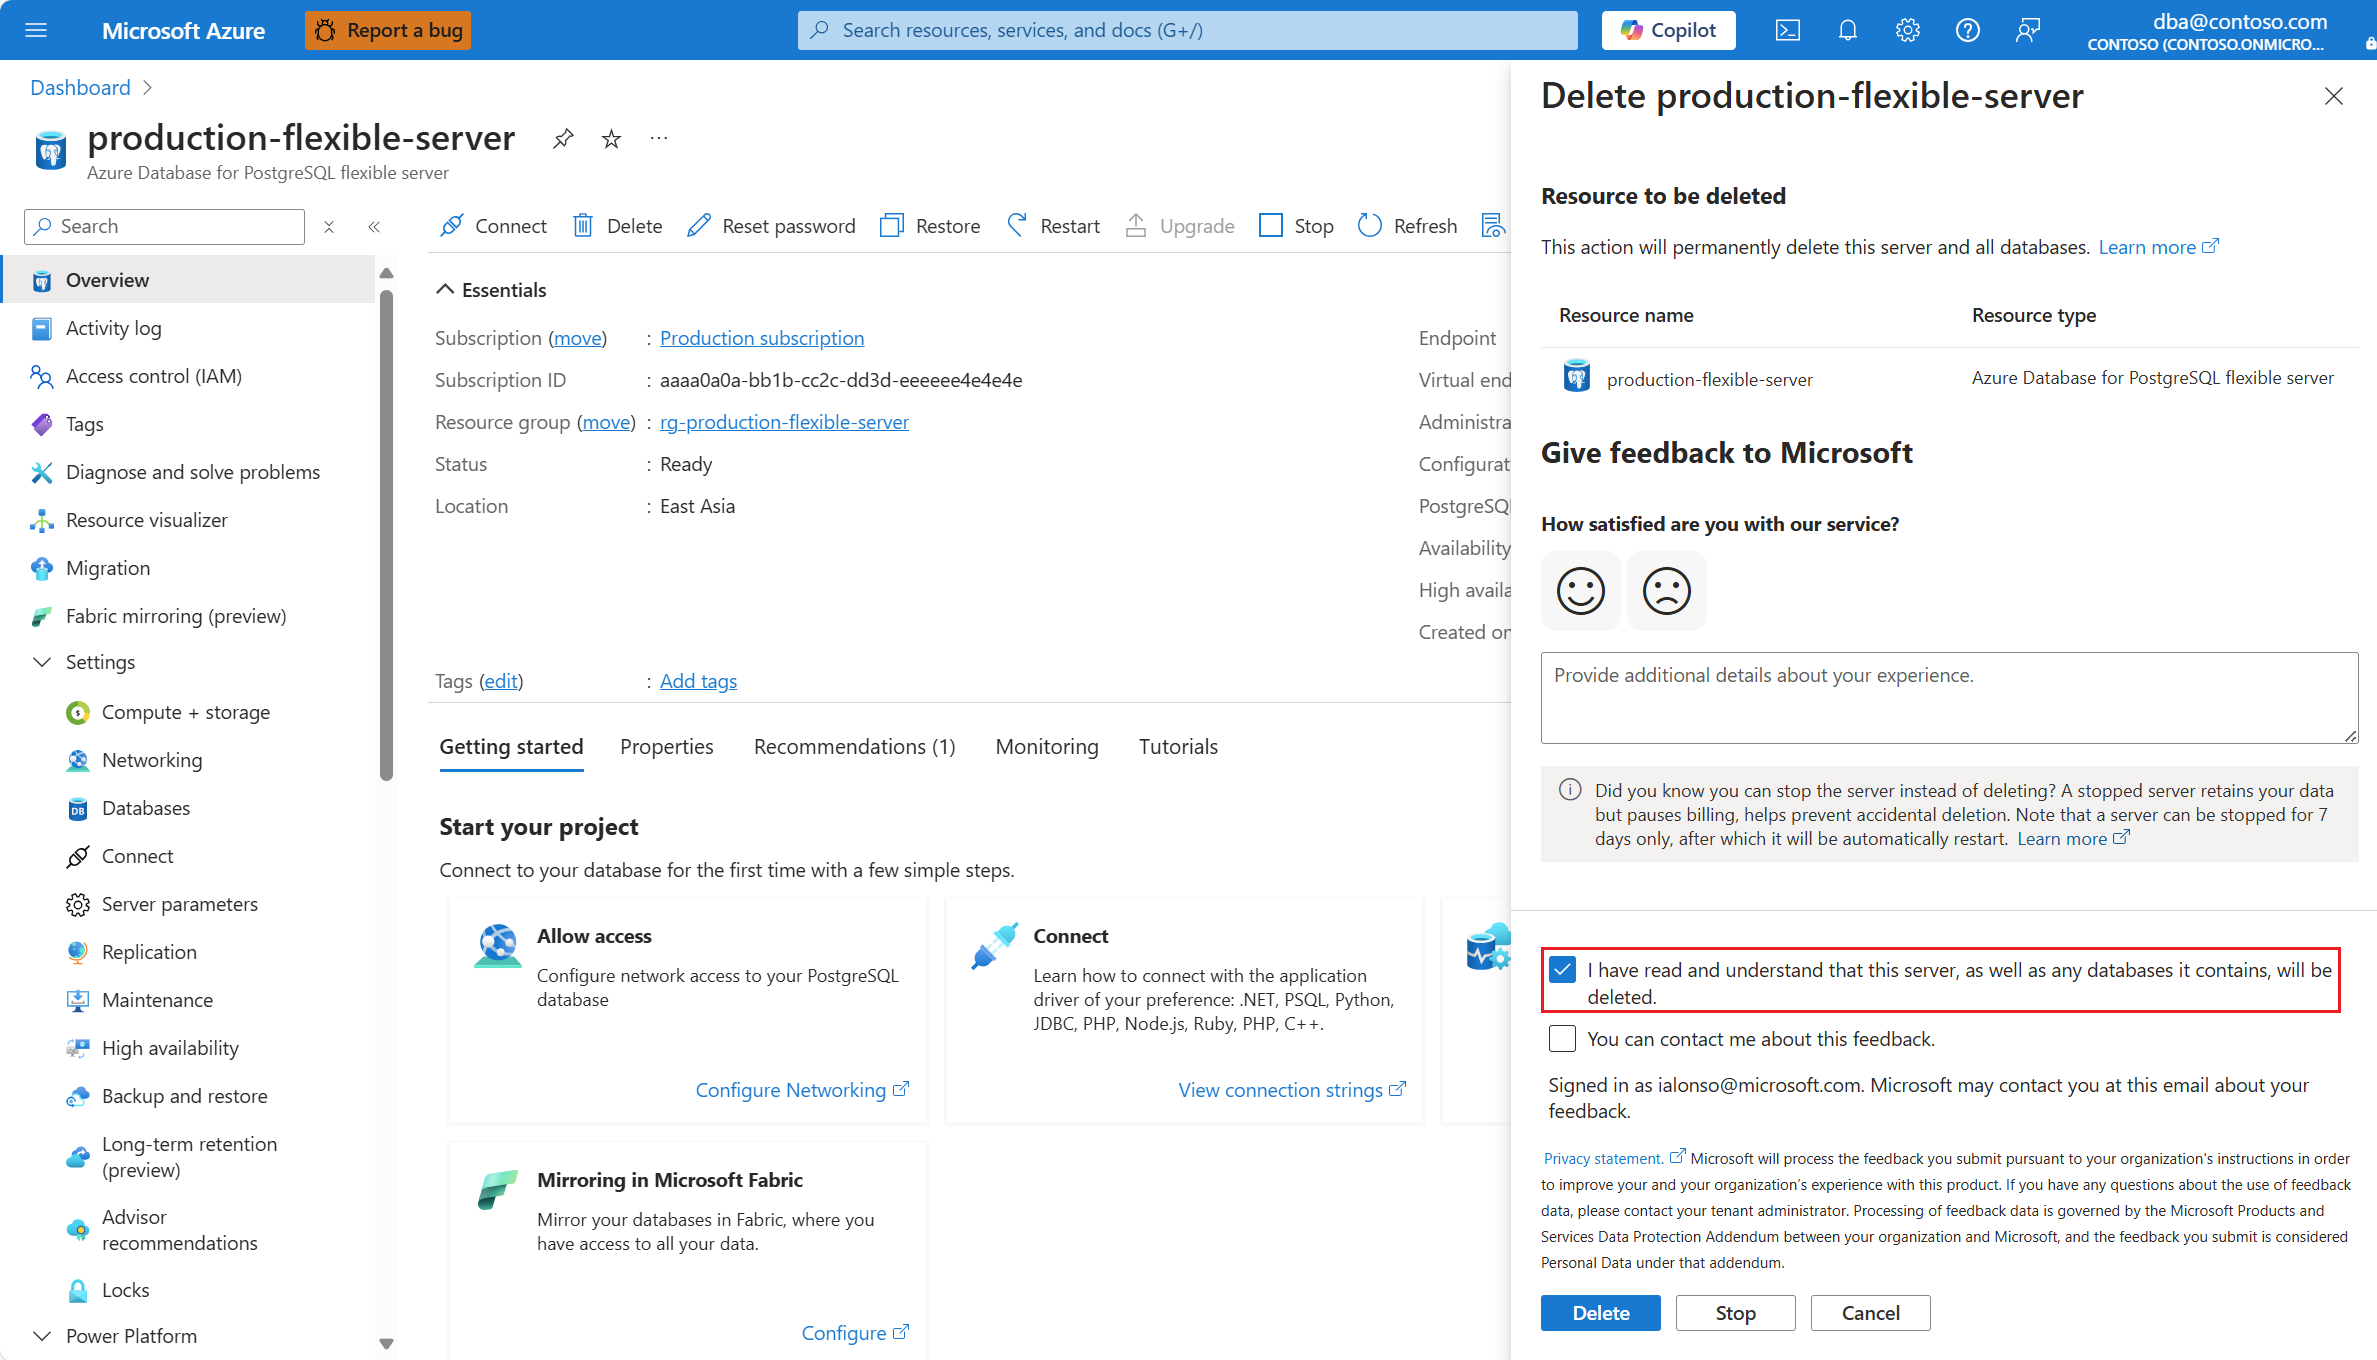 Microsoft Azure
Report a bug
Search resources, services, and docs (G+/)
Copilot
dba@contoso.com
CONTOSO (CONTOSO.ONMICRO...
Dashboard
production-flexible-server
Azure Database for PostgreSQL flexible server
Search
Overview
Activity log
Access control (IAM)
Tags
Diagnose and solve problems
Resource visualizer
Migration
Fabric mirroring (preview)
Settings
Compute + storage
Networking
Databases
Connect
Server parameters
Replication
Maintenance
High availability
Backup and restore
Long-term retention
(preview)
Advisor
recommendations
Locks
Power Platform
Connect Delete Reset password Restore Restart Upgrade Stop Refresh
Essentials
Subscription (move) : Production subscription
Subscription ID : aaaa0a0a-bb1b-cc2c-dd3d-eeeeee4e4e4e
Resource group (move) : rg-production-flexible-server
Status : Ready
Location : East Asia
Endpoint
Virtual end
Administra
Configurat
PostgreSQL
Availability
High availa
Created on
Tags (edit) : Add tags
Getting started Properties Recommendations (1) Monitoring Tutorials
Start your project
Connect to your database for the first time with a few simple steps.
Allow access
Configure network access to your PostgreSQL
database
Configure Networking
Connect
Learn how to connect with the application
driver of your preference: .NET, PSQL, Python,
JDBC, PHP, Node.js, Ruby, PHP, C++.
View connection strings
Mirroring in Microsoft Fabric
Mirror your databases in Fabric, where you
have access to all your data.
Configure
Delete production-flexible-server
Resource to be deleted
This action will permanently delete this server and all databases. Learn more
Resource name Resource type
production-flexible-server Azure Database for PostgreSQL flexible server
Give feedback to Microsoft
How satisfied are you with our service?
Provide additional details about your experience.
Did you know you can stop the server instead of deleting? A stopped server retains your data
but pauses billing, helps prevent accidental deletion. Note that a server can be stopped for 7
days only, after which it will be automatically restart. Learn more
I have read and understand that this server, as well as any databases it contains, will be
deleted.
You can contact me about this feedback.
Signed in as ialonso@microsoft.com. Microsoft may contact you at this email about your
feedback.
Privacy statement. Microsoft will process the feedback you submit pursuant to your organization's instructions in order
to improve your and your organization's experience with this product. If you have any questions about the use of feedback
data, please contact your tenant administrator. Processing of feedback data is governed by the Microsoft Products and
Services Data Protection Addendum between your organization and Microsoft, and the feedback you submit is considered
Personal Data under that addendum.
Delete Stop Cancel